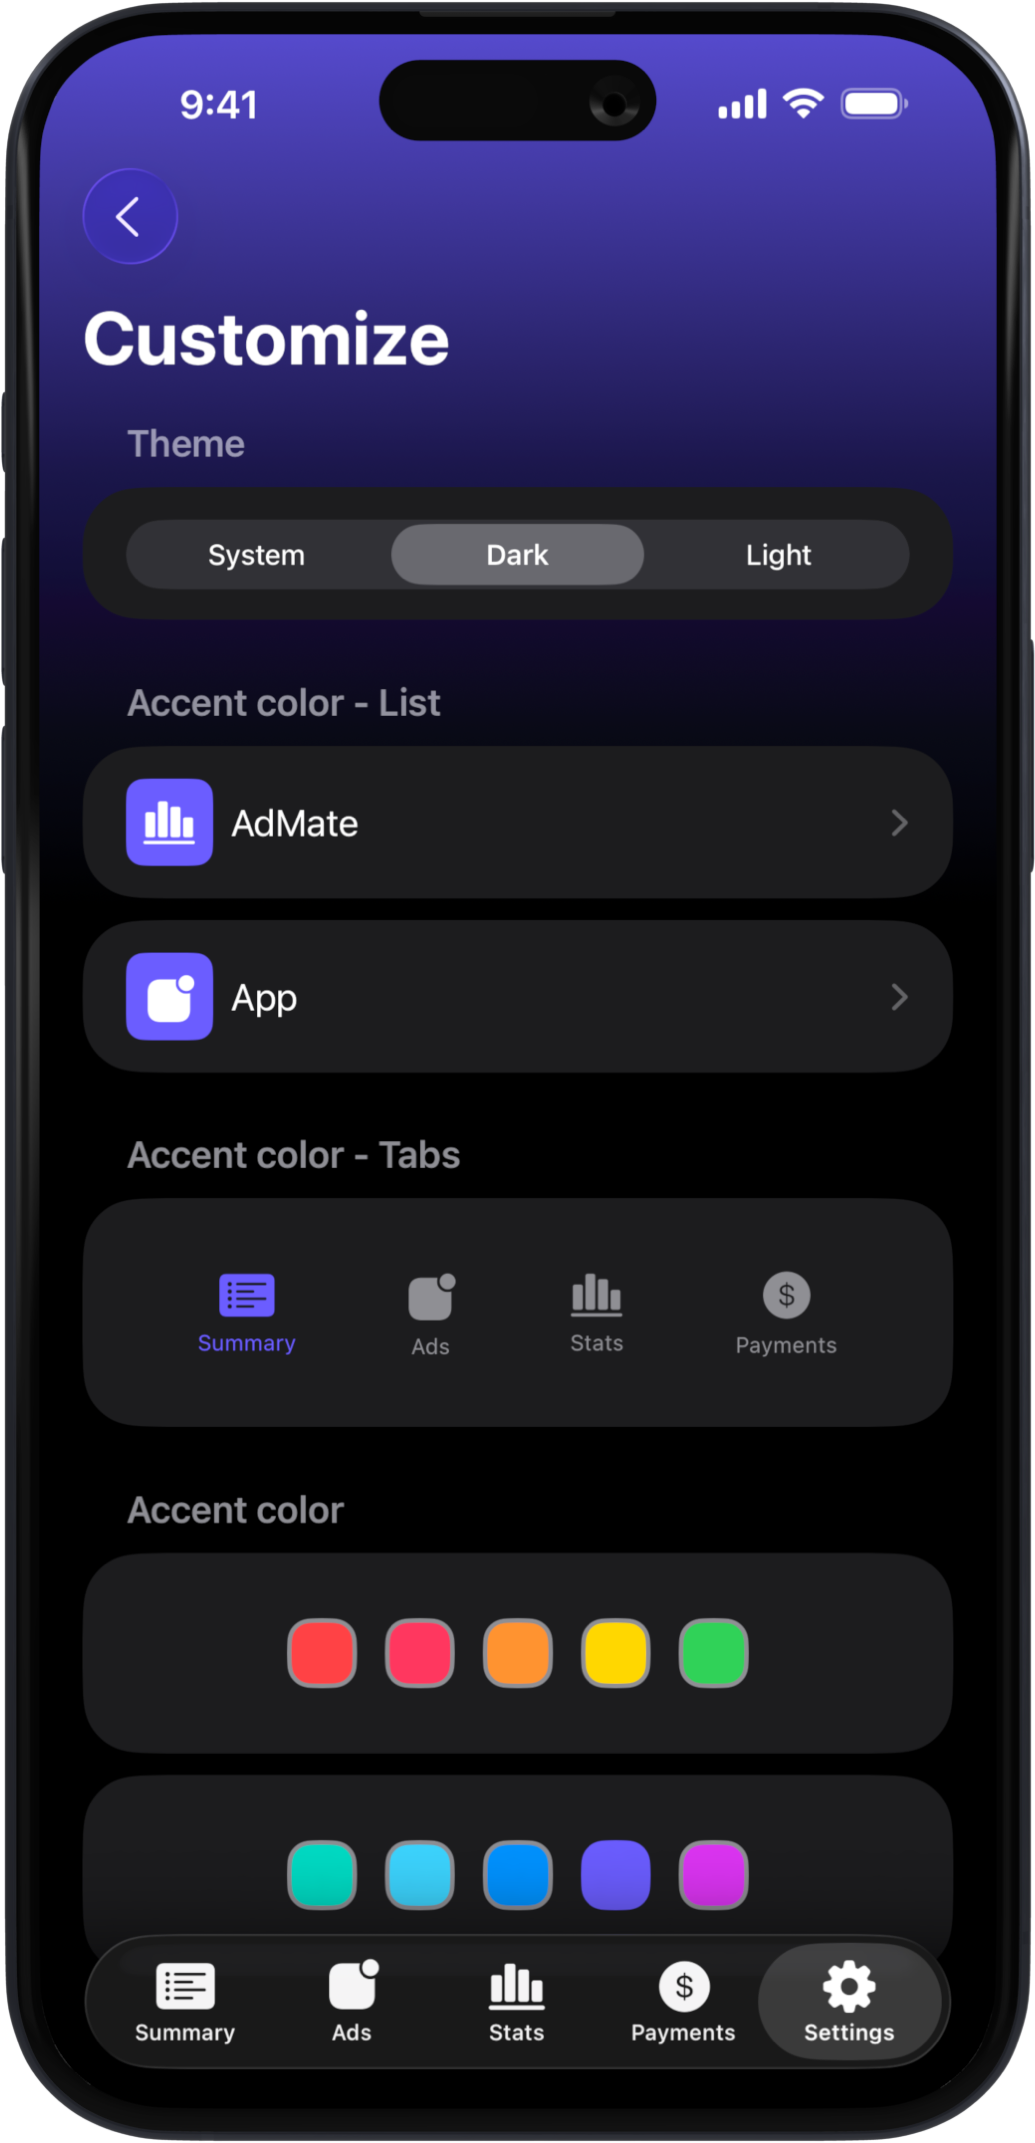 9:41
Customize
Theme
System Dark Light
Accent color - List
AdMate
App
Accent color - Tabs
Summary Ads Stats Payments
Accent color
Summary Ads Stats Payments Settings